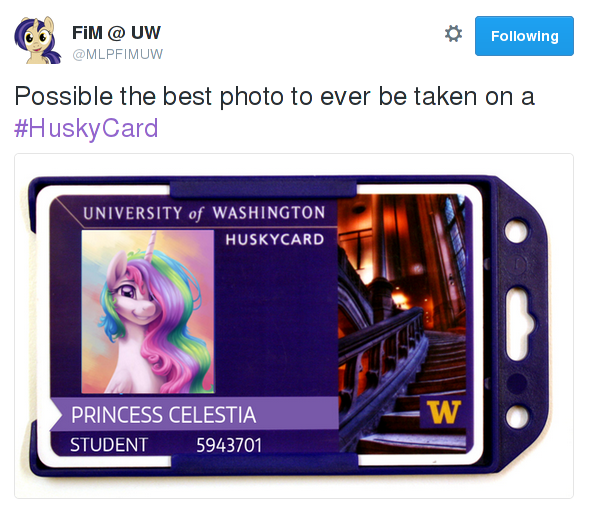 FiM @ UW
@MLPFIMUW
Following
Possible the best photo to ever be taken on a
#HuskyCard
UNIVERSITY of WASHINGTON
HUSKYCARD
PRINCESS CELESTIA
W
STUDENT 5943701